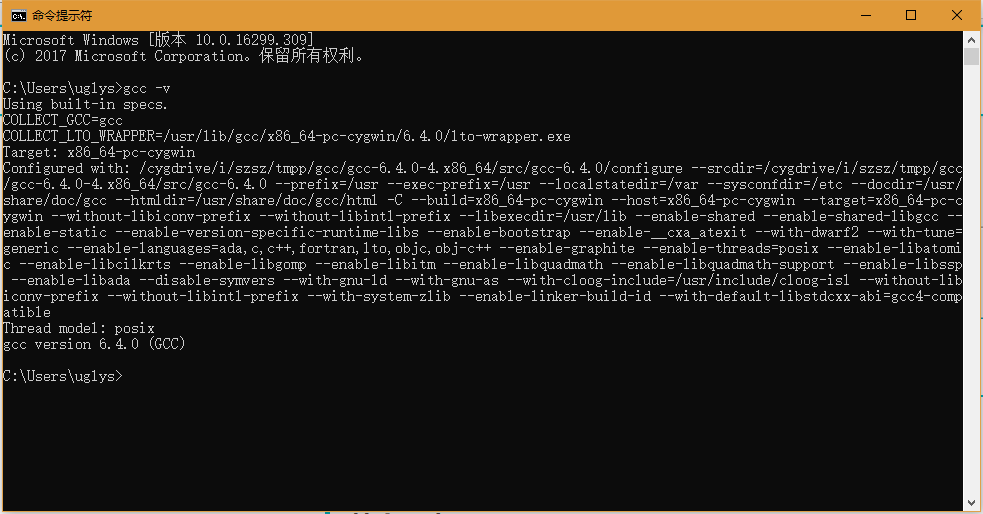 命令提示符
Microsoft Windows [版本 10.0.16299.309]
(c) 2017 Microsoft Corporation。保留所有权利。
C:\Users\uglys>gcc -v
Using built-in specs.
COLLECT_GCC=gcc
COLLECT_LTO_WRAPPER=/usr/lib/gcc/x86_64-pc-cygwin/6.4.0/lto-wrapper.exe
Target: x86_64-pc-cygwin
Configured with: /cygdrive/i/szsz/tmpp/gcc/gcc-6.4.0-4.x86_64/src/gcc-6.4.0/configure --srcdir=/cygdrive/i/szsz/tmpp/gcc
/gcc-6.4.0-4.x86_64/src/gcc-6.4.0 --prefix=/usr --exec-prefix=/usr --localstatedir=/var --sysconfdir=/etc --docdir=/usr/
share/doc/gcc --htmldir=/usr/share/doc/gcc/html -C --build=x86_64-pc-cygwin --host=x86_64-pc-cygwin --target=x86_64-pc-c
ygwin --without-libiconv-prefix --without-libintl-prefix --libexecdir=/usr/lib --enable-shared --enable-shared-libgcc --
enable-static --enable-version-specific-runtime-libs --enable-bootstrap --enable-__cxa_atexit --with-dwarf2 --with-tune=
generic --enable-languages=ada,c,c++,fortran,lto,objc,obj-c++ --enable-graphite --enable-threads=posix --enable-libatomi
c --enable-libcilkrts --enable-libgomp --enable-libitm --enable-libquadmath --enable-libquadmath-support --enable-libssp
--enable-libada --disable-symvers --with-gnu-ld --with-gnu-as --with-cloog-include=/usr/include/cloog-isl --without-lib
iconv-prefix --without-libintl-prefix --with-system-zlib --enable-linker-build-id --with-default-libstdcxx-abi=gcc4-comp
atible
Thread model: posix
gcc version 6.4.0 (GCC)
C:\Users\uglys>